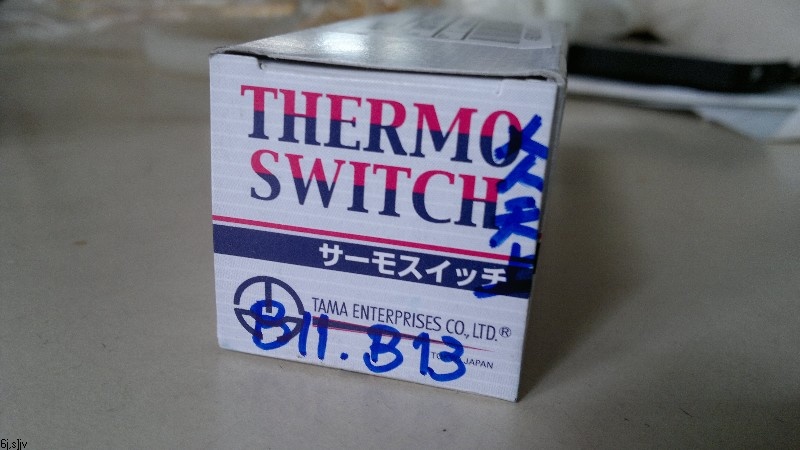 THERMO
SWITCH
サーモスイッチ
TAMA ENTERPRISES CO., LTD.®
JAPAN
B11. B13